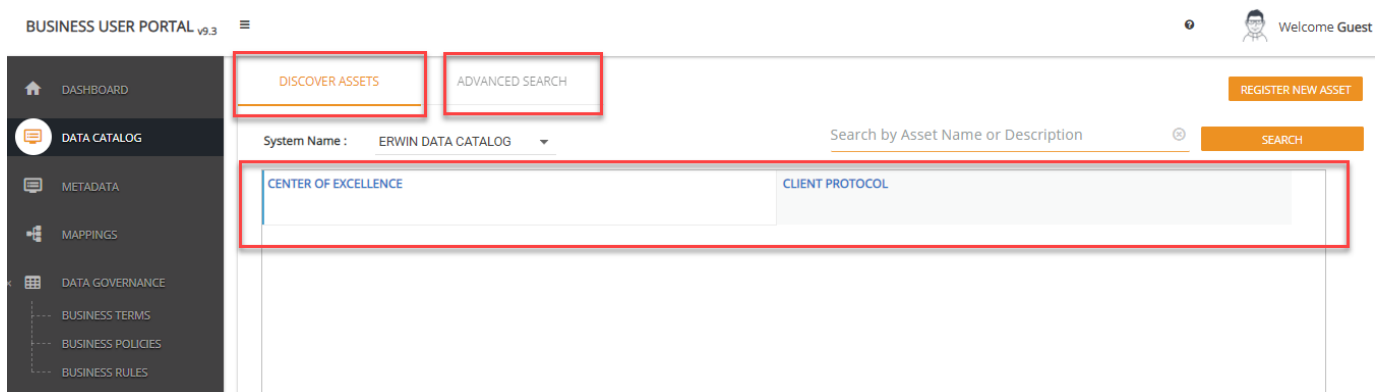 BUSINESS USER PORTAL v9.3
Welcome Guest
DASHBOARD
DATA CATALOG
METADATA
MAPPINGS
DATA GOVERNANCE
BUSINESS TERMS
BUSINESS POLICIES
BUSINESS RULES
DISCOVER ASSETS
ADVANCED SEARCH
REGISTER NEW ASSET
System Name :
ERWIN DATA CATALOG
Search by Asset Name or Description
SEARCH
CENTER OF EXCELLENCE
CLIENT PROTOCOL